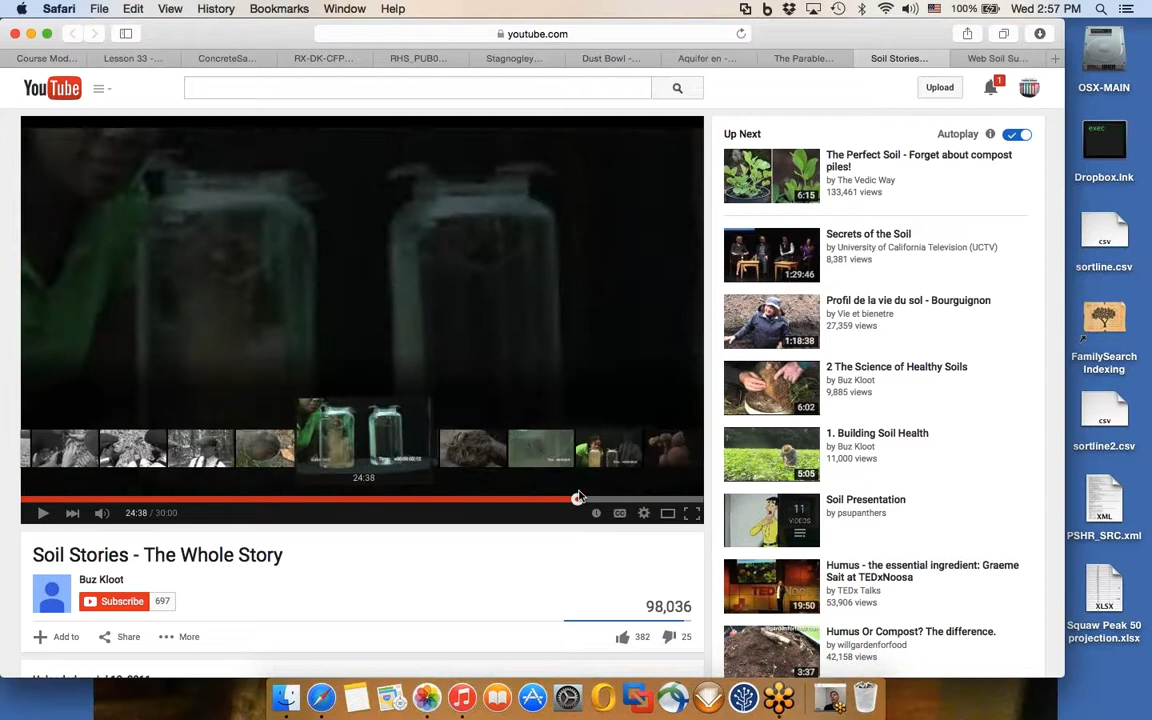 Safari File Edit View History Bookmarks Window Help 100% Wed 2:57 PM
youtube.com
Course Mod... Lesson 33 -... ConcreteSa... RX-DK-CFP... RHS_PUB0... Stagnogley... Dust Bowl -... Aquifer en -... The Parable... Soil Stories... Web Soil Su...
YouTube Upload 1
Up Next Autoplay
The Perfect Soil - Forget about compost
piles!
by The Vedic Way
133,461 views
6:15
Secrets of the Soil
by University of California Television (UCTV)
8,381 views
1:29:46
Profil de la vie du sol - Bourguignon
by Vie et bienetre
27,359 views
1:18:38
2 The Science of Healthy Soils
by Buz Kloot
9,885 views
6:02
1. Building Soil Health
by Buz Kloot
11,000 views
5:05
Soil Presentation
by psupanthers
11
VIDEOS
Humus - the essential ingredient: Graeme
Sait at TEDxNoosa
by TEDx Talks
53,906 views
19:50
Humus Or Compost? The difference.
by willgardenforfood
42,158 views
3:37
24:38
24:38 / 30:00
CC
Soil Stories - The Whole Story
Buz Kloot
Subscribe 697
98,036
Add to Share More 382 25
OSX-MAIN
exec
Dropbox.lnk
csv
sortline.csv
FamilySearch
Indexing
csv
sortline2.csv
XML
PSHR_SRC.xml
XLSX
Squaw Peak 50
projection.xlsx